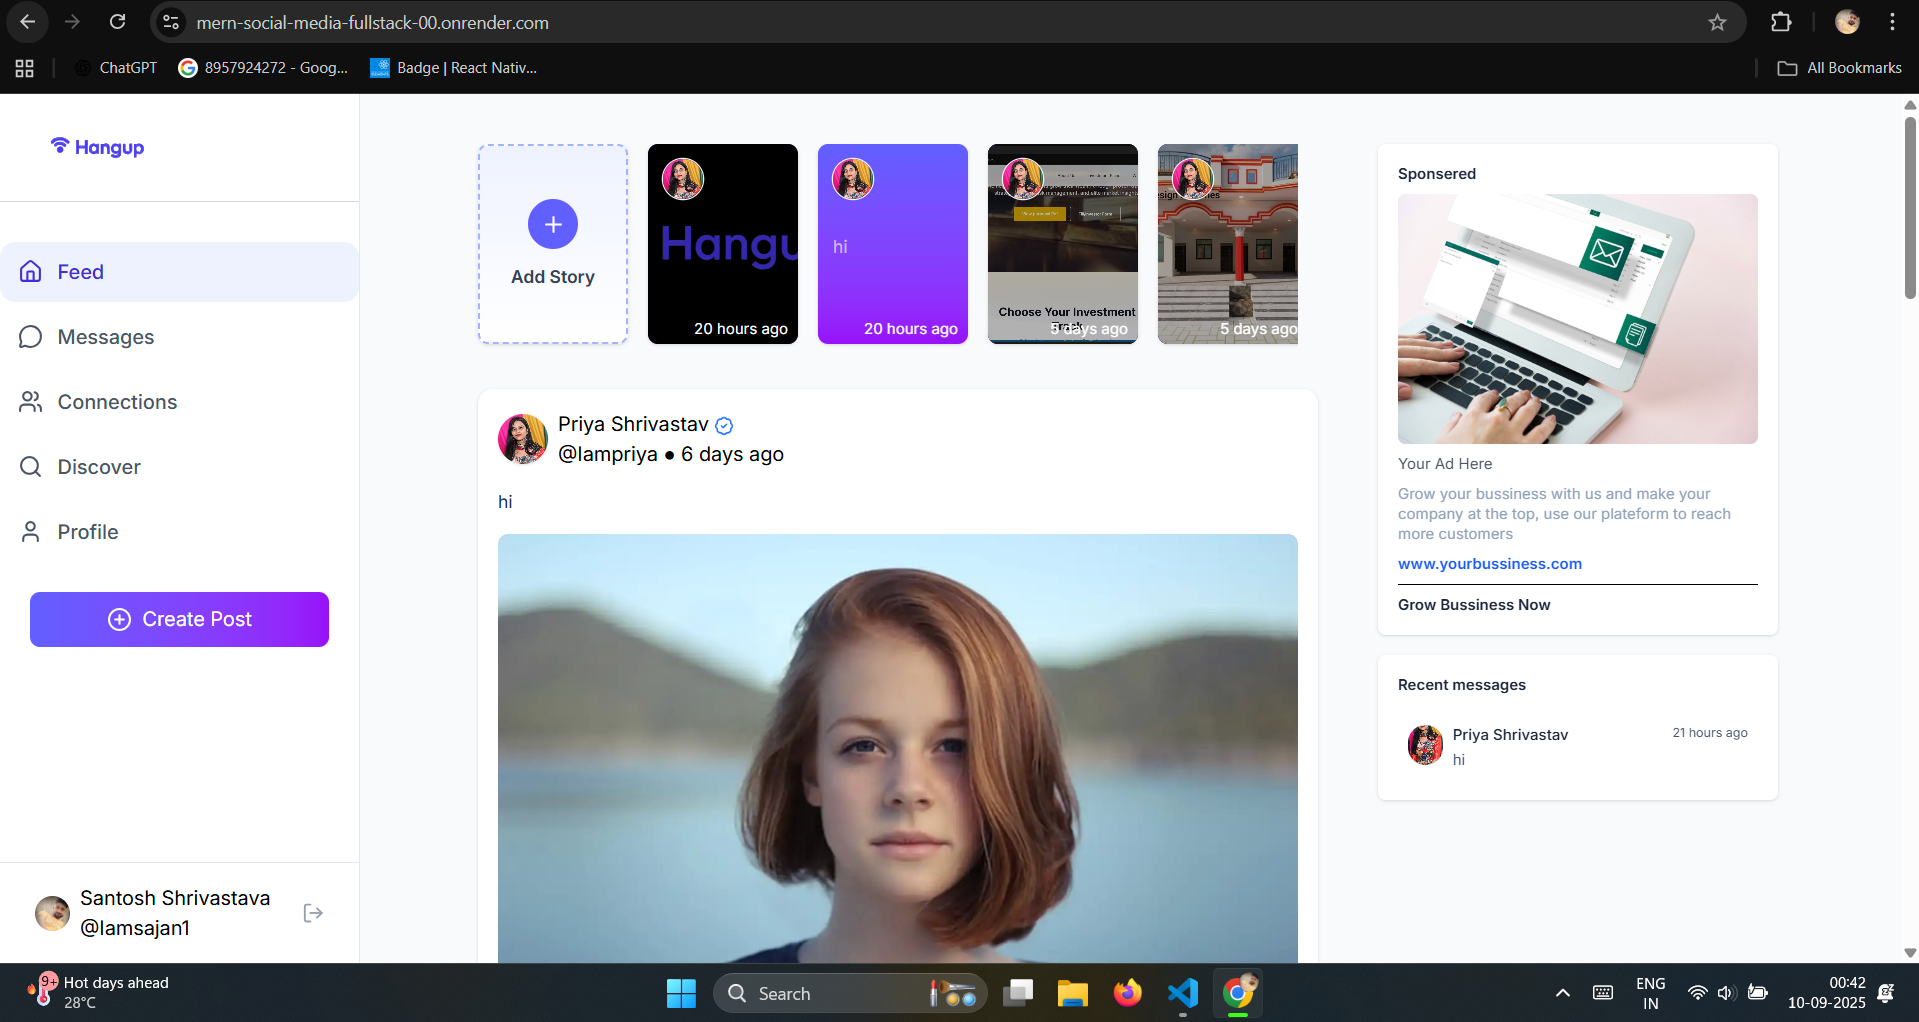 mern-social-media-fullstack-00.onrender.com
ChatGPT
8957924272 - Goog...
Badge | React Nativ...
All Bookmarks
Hangup
Feed
Messages
Connections
Discover
Profile
Create Post
Santosh Shrivastava
@Iamsajan1
Add Story
Hangu
20 hours ago
hi
20 hours ago
Choose Your Investment
Track
5 days ago
5 days ago
Priya Shrivastav
@Iampriya ● 6 days ago
hi
Sponsered
Your Ad Here
Grow your bussiness with us and make your
company at the top, use our plateform to reach
more customers
www.yourbussiness.com
Grow Bussiness Now
Recent messages
Priya Shrivastav
21 hours ago
hi
9+
Hot days ahead
28°C
Search
ENG
IN
00:42
10-09-2025